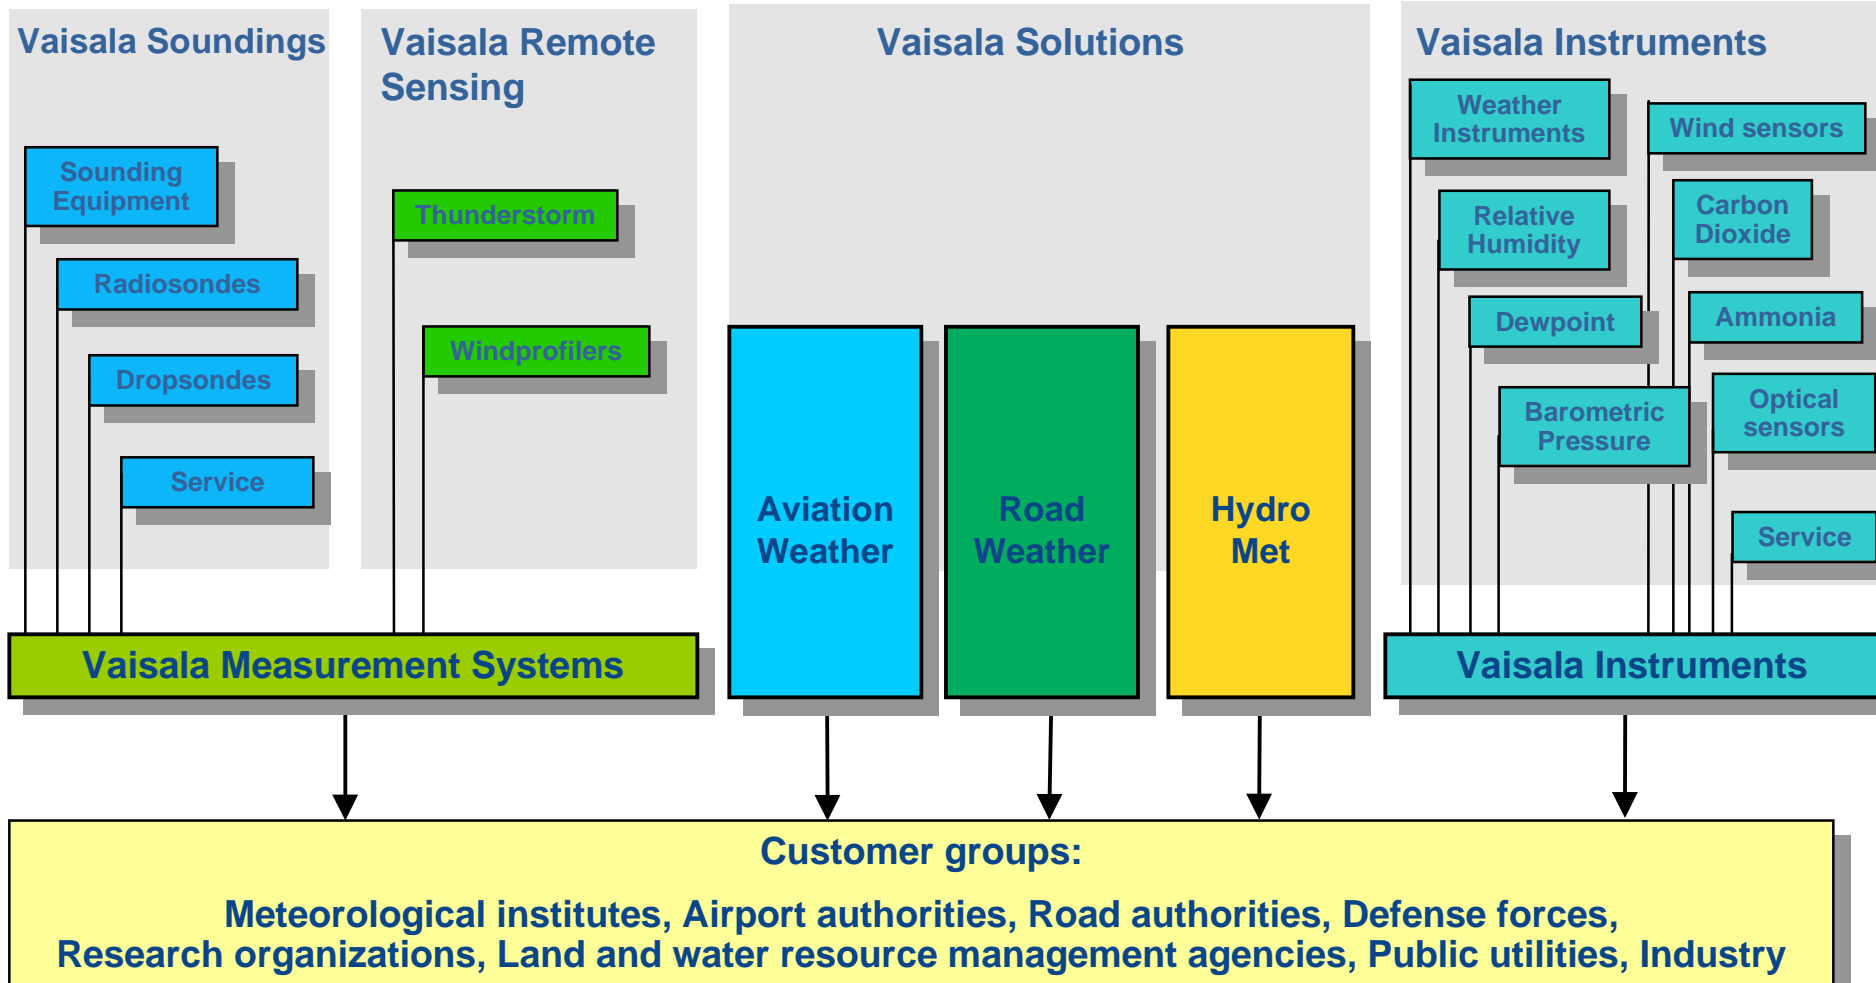 Vaisala Soundings
Sounding
Equipment
Radiosondes
Dropsondes
Service
Vaisala Remote
Sensing
Thunderstorm
Windprofilers
Vaisala Measurement Systems
Vaisala Solutions
Aviation
Weather
Road
Weather
Hydro
Met
Vaisala Instruments
Weather
Instruments
Relative
Humidity
Dewpoint
Barometric
Pressure
Wind sensors
Carbon
Dioxide
Ammonia
Optical
sensors
Service
Vaisala Instruments
Customer groups:
Meteorological institutes, Airport authorities, Road authorities, Defense forces,
Research organizations, Land and water resource management agencies, Public utilities, Industry